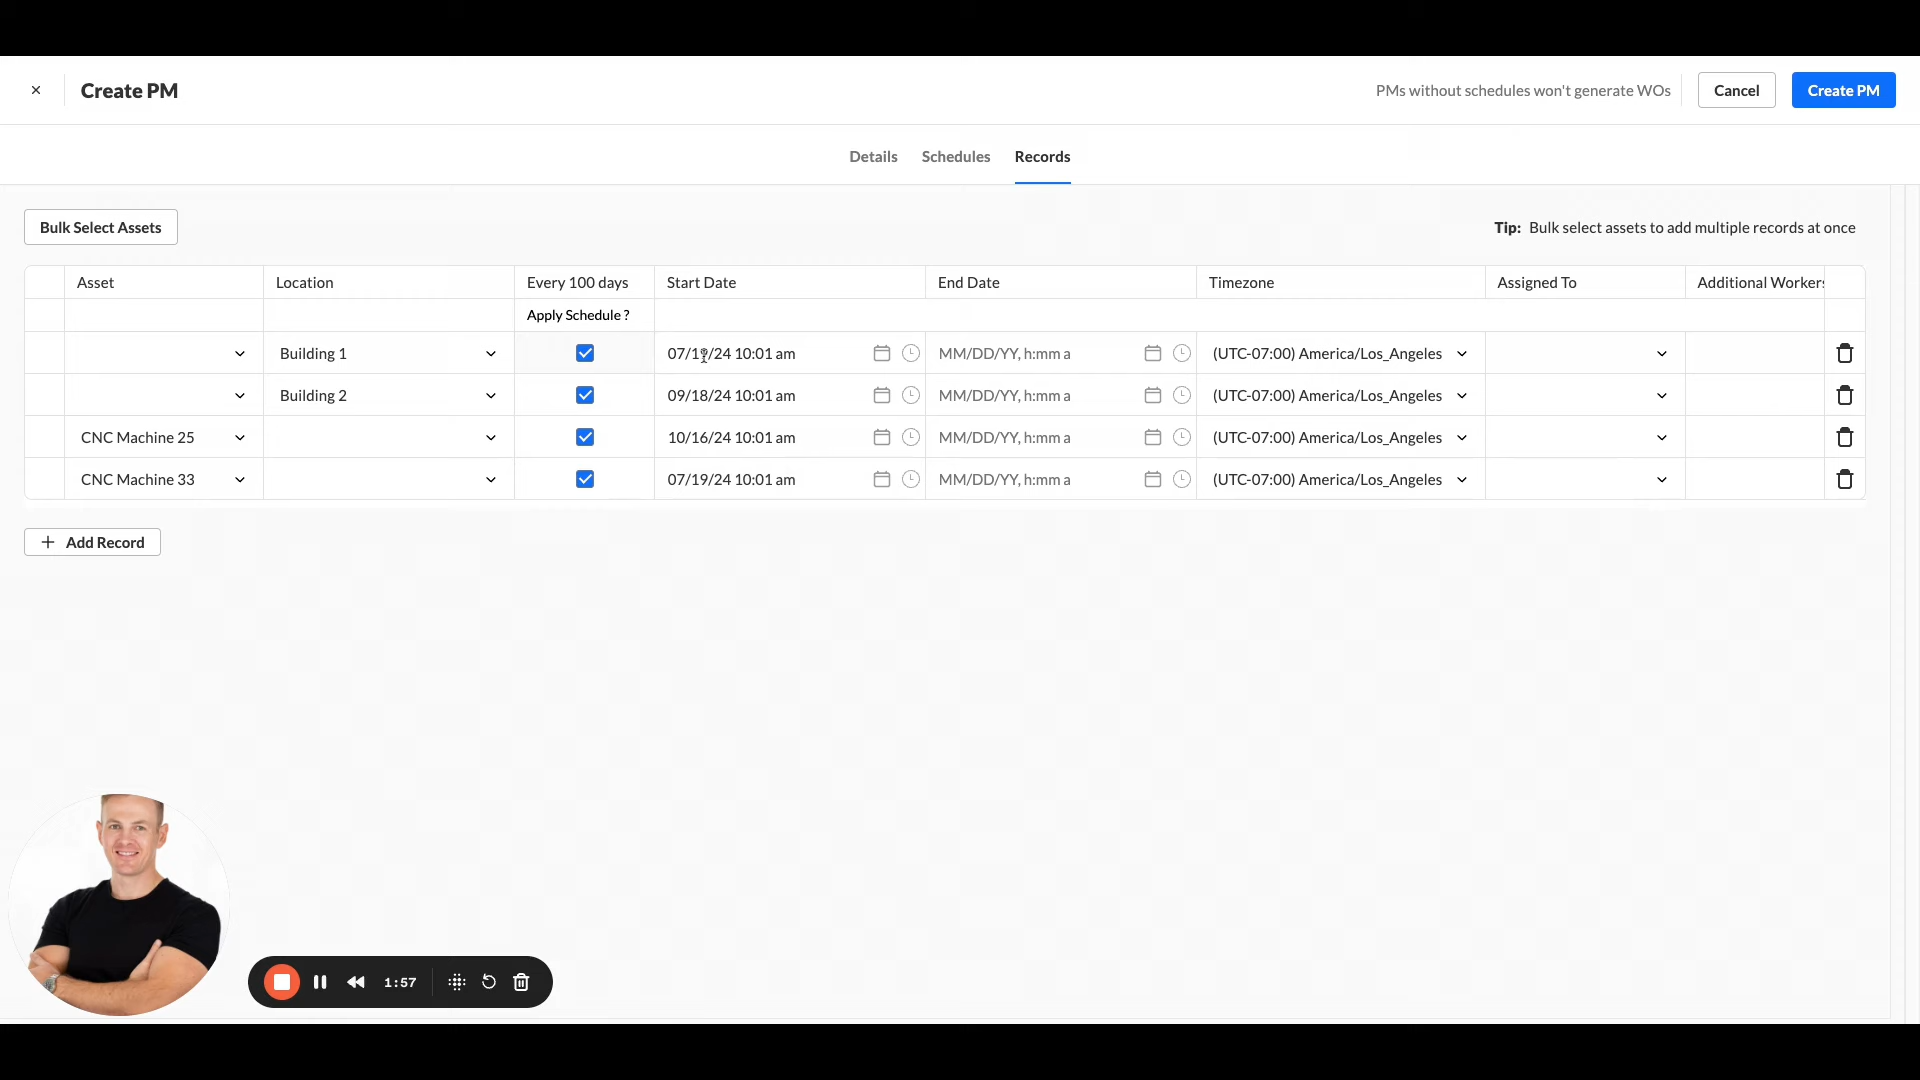 × Create PM PMs without schedules won't generate WOs Cancel Create PM
Details Schedules Records
Bulk Select Assets Tip: Bulk select assets to add multiple records at once
Asset Location Every 100 days Start Date End Date Timezone Assigned To Additional Workers
Apply Schedule ?
Building 1 07/19/24 10:01 am MM/DD/YY, h:mm a (UTC-07:00) America/Los_Angeles
Building 2 09/18/24 10:01 am MM/DD/YY, h:mm a (UTC-07:00) America/Los_Angeles
CNC Machine 25 10/16/24 10:01 am MM/DD/YY, h:mm a (UTC-07:00) America/Los_Angeles
CNC Machine 33 07/19/24 10:01 am MM/DD/YY, h:mm a (UTC-07:00) America/Los_Angeles
+ Add Record
1:57